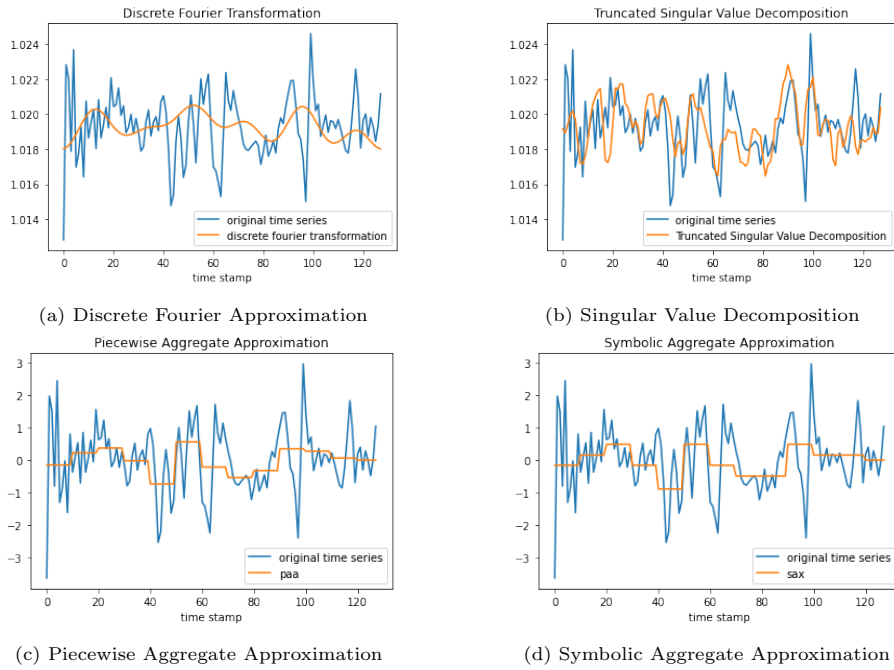 Discrete Fourier Transformation
1.024
1.022
1.020
1.018
1.016
1.014
original time series
discrete fourier transformation
0 20 40 60 80 100 120
time stamp
(a) Discrete Fourier Approximation
Truncated Singular Value Decomposition
1.024
1.022
1.020
1.018
1.016
1.014
original time series
Truncated Singular Value Decomposition
0 20 40 60 80 100 120
time stamp
(b) Singular Value Decomposition
Piecewise Aggregate Approximation
3
2
1
0
−1
−2
−3
original time series
paa
0 20 40 60 80 100 120
time stamp
(c) Piecewise Aggregate Approximation
Symbolic Aggregate Approximation
3
2
1
0
−1
−2
−3
original time series
sax
0 20 40 60 80 100 120
time stamp
(d) Symbolic Aggregate Approximation